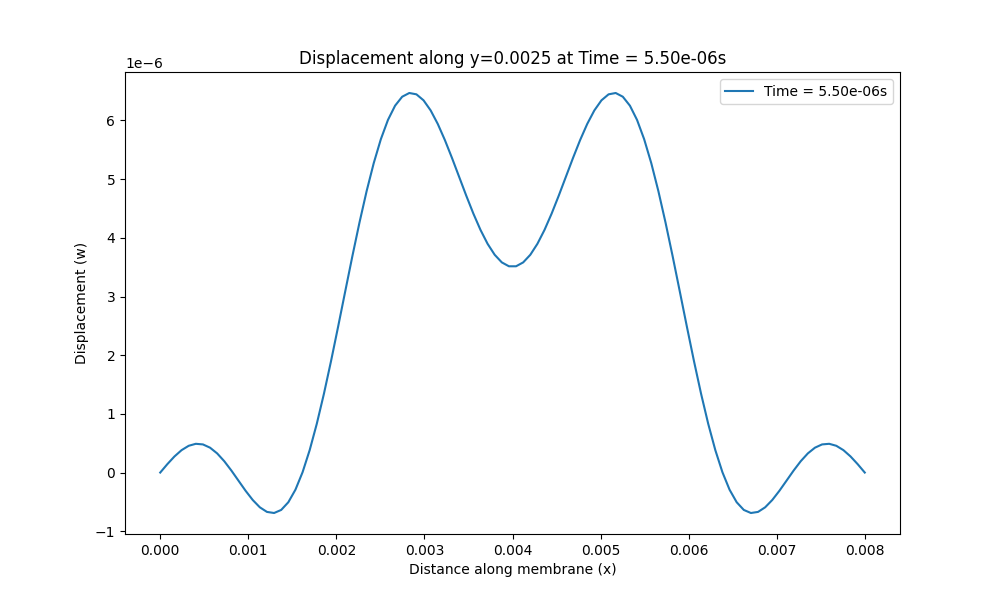 Displacement along y=0.0025 at Time = 5.50e-06s
1e−6
Time = 5.50e-06s
6
5
4
3
2
1
0
−1
Displacement (w)
0.000 0.001 0.002 0.003 0.004 0.005 0.006 0.007 0.008
Distance along membrane (x)